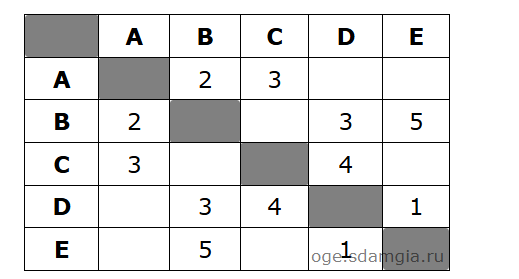 A B C D E
A 2 3
B 2 3 5
C 3 4
D 3 4 1
E 5 1
oge.sdamgia.ru